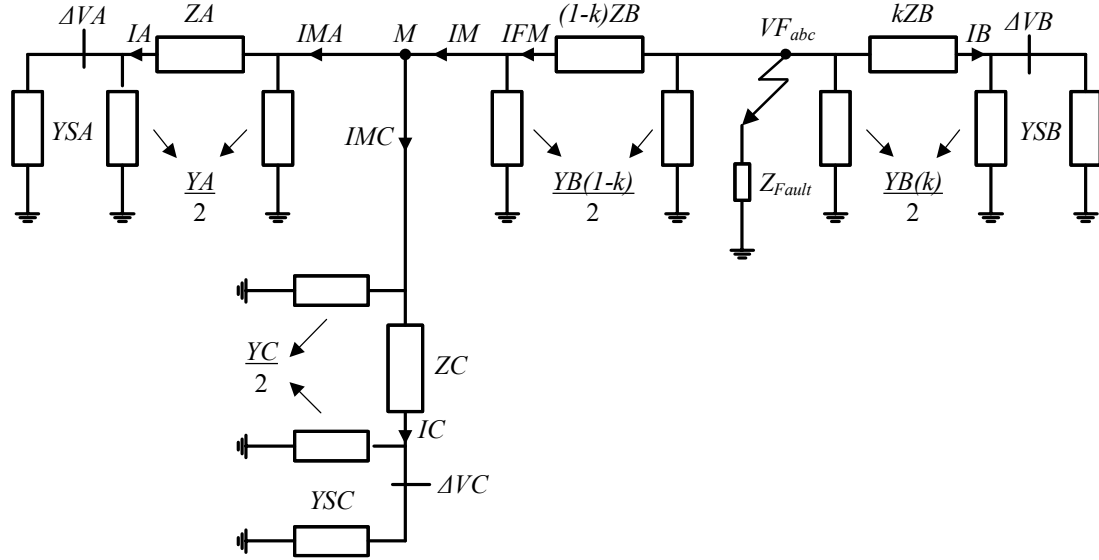 ΔVA
IA
ZA
IMA
M
IM
IFM
(1-k)ZB
VFabc
kZB
IB
ΔVB
YSA
YA
2
IMC
YB(1-k)
2
ZFault
YB(k)
2
YSB
YC
2
ZC
IC
YSC
ΔVC